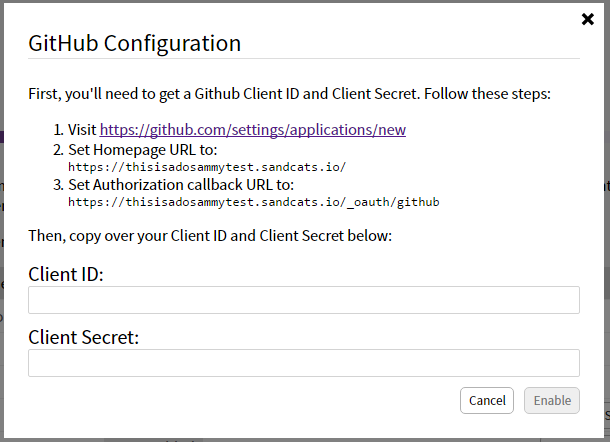 GitHub Configuration
First, you'll need to get a Github Client ID and Client Secret. Follow these steps:
1. Visit https://github.com/settings/applications/new
2. Set Homepage URL to:
https://thisisadosammytest.sandcats.io/
3. Set Authorization callback URL to:
https://thisisadosammytest.sandcats.io/_oauth/github
Then, copy over your Client ID and Client Secret below:
Client ID:
Client Secret:
Cancel Enable